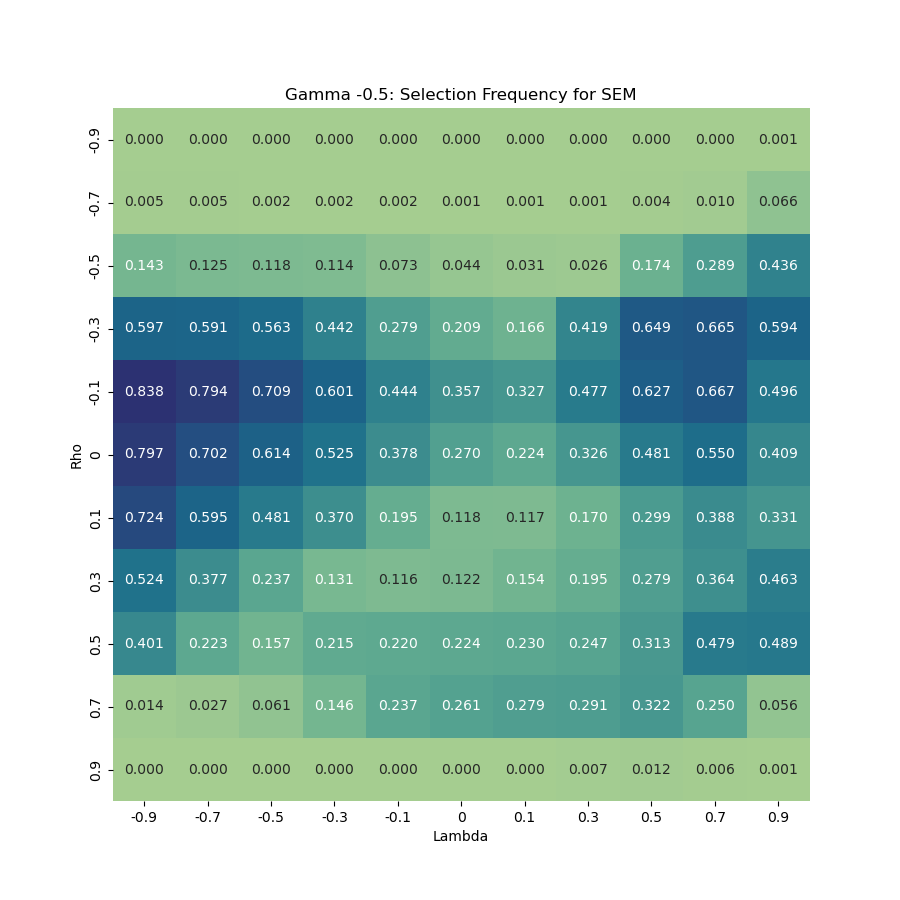 Gamma -0.5: Selection Frequency for SEM
-0.9 0.000 0.000 0.000 0.000 0.000 0.000 0.000 0.000 0.000 0.000 0.001
-0.7 0.005 0.005 0.002 0.002 0.002 0.001 0.001 0.001 0.004 0.010 0.066
-0.5 0.143 0.125 0.118 0.114 0.073 0.044 0.031 0.026 0.174 0.289 0.436
-0.3 0.597 0.591 0.563 0.442 0.279 0.209 0.166 0.419 0.649 0.665 0.594
-0.1 0.838 0.794 0.709 0.601 0.444 0.357 0.327 0.477 0.627 0.667 0.496
Rho
0 0.797 0.702 0.614 0.525 0.378 0.270 0.224 0.326 0.481 0.550 0.409
0.1 0.724 0.595 0.481 0.370 0.195 0.118 0.117 0.170 0.299 0.388 0.331
0.3 0.524 0.377 0.237 0.131 0.116 0.122 0.154 0.195 0.279 0.364 0.463
0.5 0.401 0.223 0.157 0.215 0.220 0.224 0.230 0.247 0.313 0.479 0.489
0.7 0.014 0.027 0.061 0.146 0.237 0.261 0.279 0.291 0.322 0.250 0.056
0.9 0.000 0.000 0.000 0.000 0.000 0.000 0.000 0.007 0.012 0.006 0.001
-0.9 -0.7 -0.5 -0.3 -0.1 0 0.1 0.3 0.5 0.7 0.9
Lambda